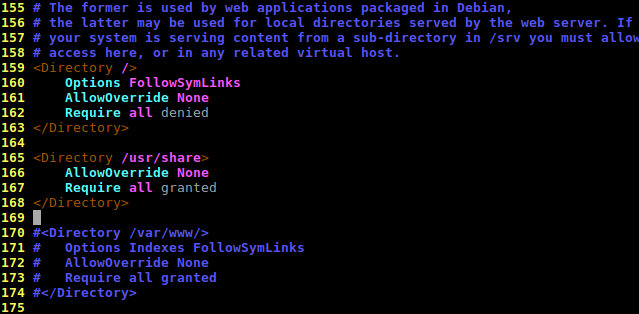 155 # The former is used by web applications packaged in Debian,
156 # the latter may be used for local directories served by the web server. If
157 # your system is serving content from a sub-directory in /srv you must allow
158 # access here, or in any related virtual host.
159 <Directory />
160     Options FollowSymLinks
161     AllowOverride None
162     Require all denied
163 </Directory>
164
165 <Directory /usr/share>
166     AllowOverride None
167     Require all granted
168 </Directory>
169
170 #<Directory /var/www/>
171 #   Options Indexes FollowSymLinks
172 #   AllowOverride None
173 #   Require all granted
174 #</Directory>
175